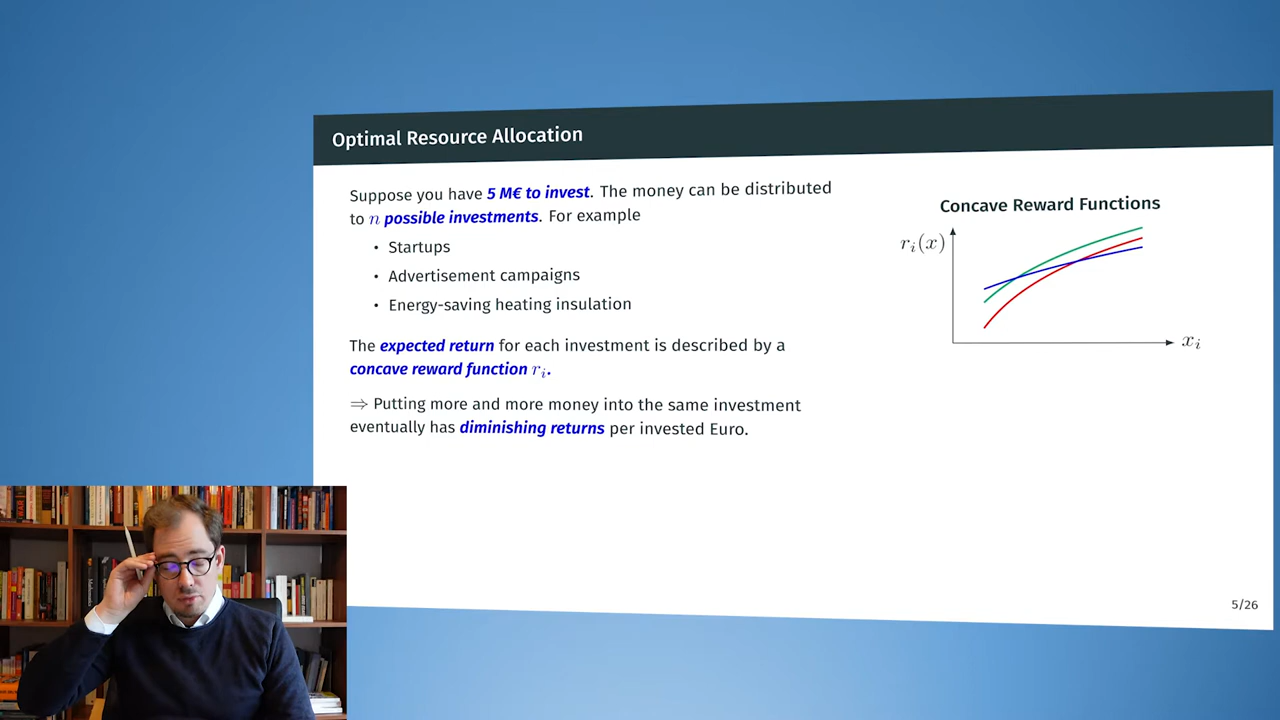 Optimal Resource Allocation
Suppose you have 5 M€ to invest. The money can be distributed
to n possible investments. For example
• Startups
• Advertisement campaigns
• Energy-saving heating insulation
The expected return for each investment is described by a
concave reward function rᵢ.
⇒ Putting more and more money into the same investment
eventually has diminishing returns per invested Euro.
Concave Reward Functions
rᵢ(x)
xᵢ
5/26